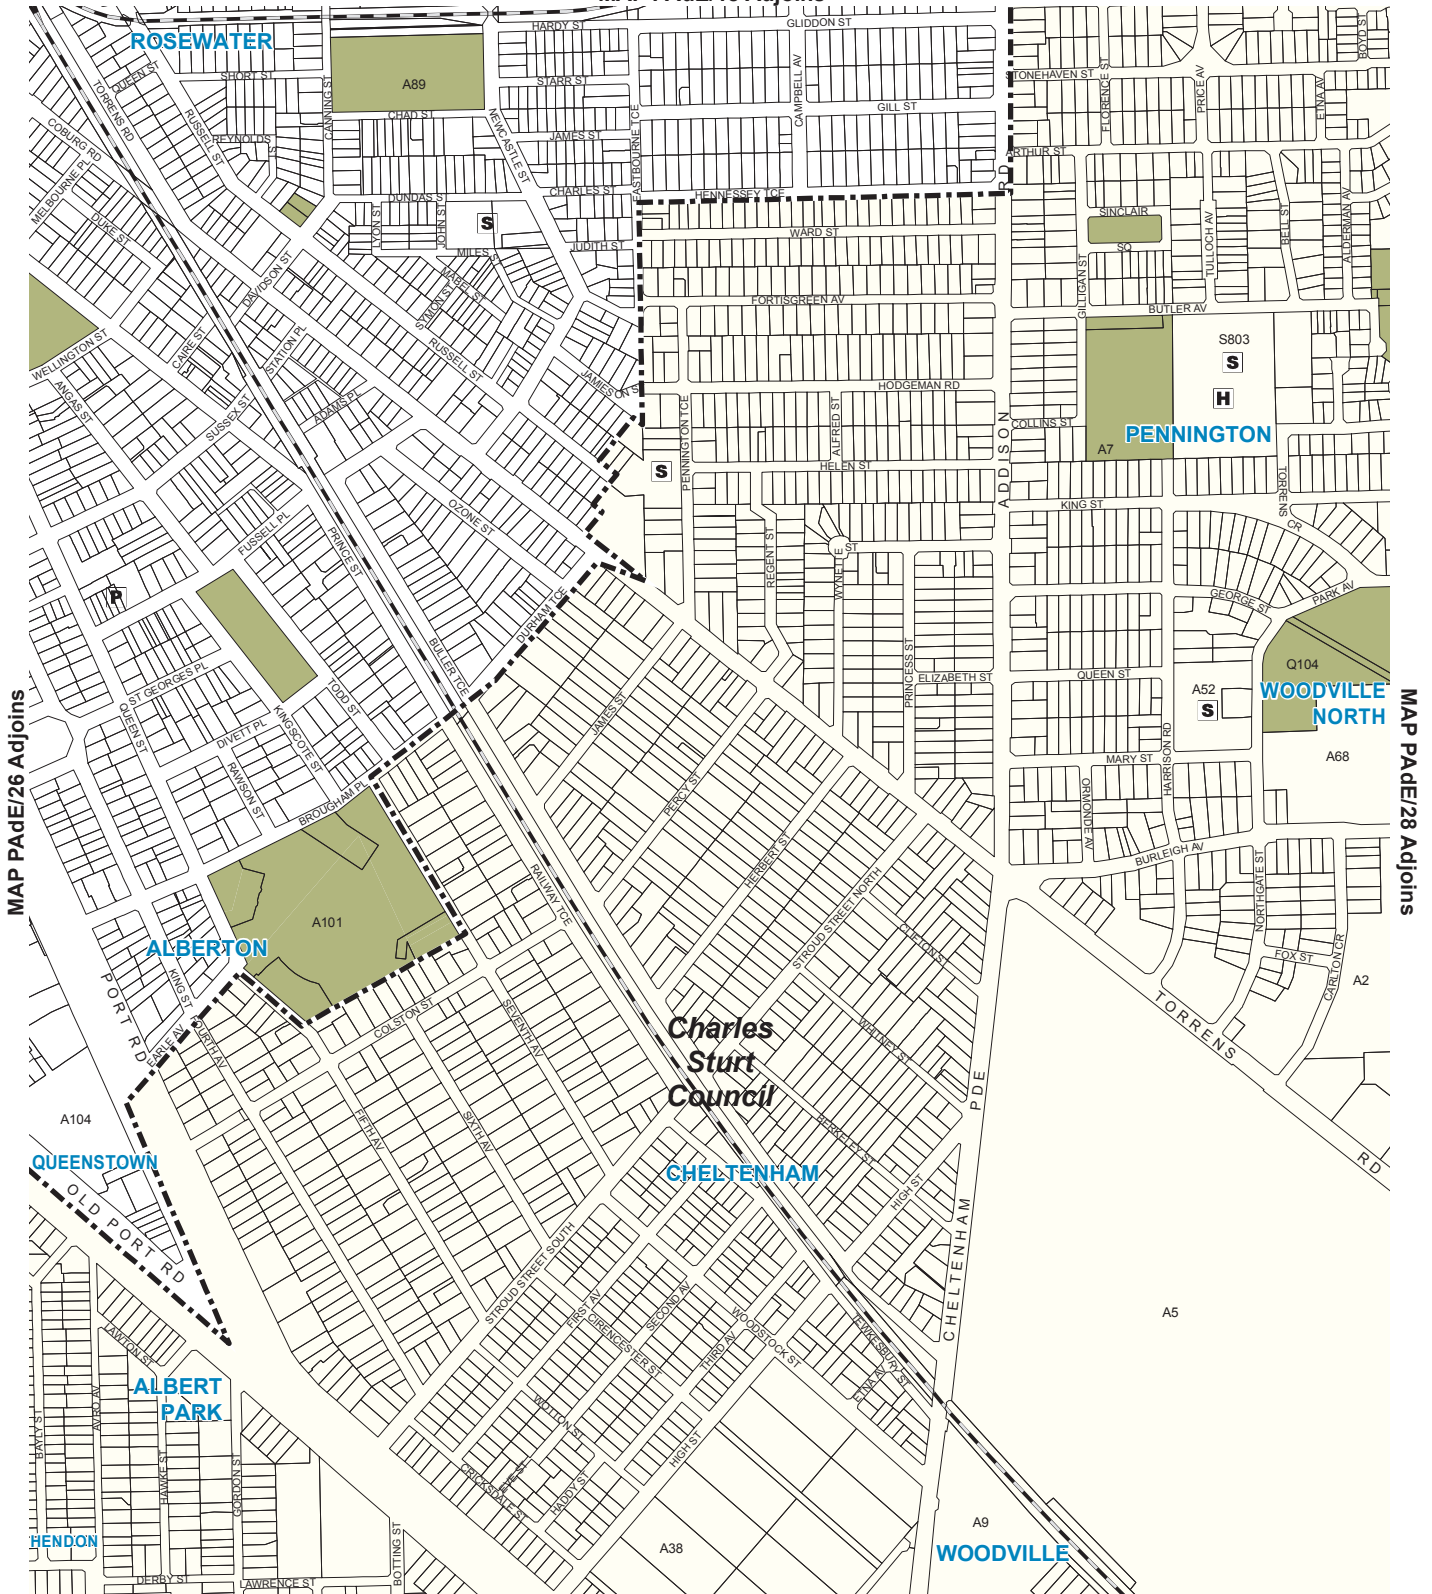 ROSEWATER
HARDY ST
GLIDDON ST
BOYD ST
QUEEN ST
SHORT ST
A89
STARR ST
CAMPBELL AV
STONEHAVEN ST
FLORENCE ST
PRICE AV
ETNA AV
TORRENS RD
CANNING ST
CHAD ST
NEWCASTLE ST
EASTBOURNE TCE
GILL ST
COBURG RD
RUSSELL ST
REYNOLDS
ST
JAMES ST
ARTHUR ST
RD
MELBOURNE PL
DUNDAS ST
CHARLES ST
HENNESSEY TCE
DUKE ST
LYON ST
JOHN ST
S
JUDITH ST
WARD ST
SINCLAIR
SQ
TULLOCH AV
BELL ST
ALDERMAN AV
MILES ST
DAVIDSON ST
MABEL ST
SYMON ST
FORTISGREEN AV
GILLIGAN ST
BUTLER AV
WELLINGTON ST
CLAIRE ST
STATION PL
RUSSELL ST
S803
S
H
JAMIESON ST
ANGAS ST
SUSSEX ST
ADAMS PL
PENNINGTON TCE
HODGEMAN RD
ALFRED ST
ADDISON
COLLINS ST
PENNINGTON
A7
S
HELEN ST
TORRENS
CR
OZONE ST
KING ST
FUSSELL PL
PRINCE ST
REGENT ST
WYNETTE
ST
P
DURHAM TCE
GEORGE ST
PARK AV
BULLER TCE
PRINCESS ST
ELIZABETH ST
QUEEN ST
Q104
ST GEORGES PL
TODD ST
A52
S
WOODVILLE
NORTH
MAP PAdE/26 Adjoins
MAP PAdE/28 Adjoins
QUEEN ST
KINGSCOTE ST
DIVETT PL
JAMES ST
RAWSON ST
PERCY ST
MARY ST
HARRISON RD
A68
BROUGHAM PL
ORMONDE AV
HERBERT ST
BURLEIGH AV
RAILWAY TCE
NORTHGATE ST
A101
STROUD STREET NORTH
ALBERTON
CLIFTON ST
FOX ST
CARLTON CR
A2
PORT RD
KING ST
COLSTON ST
SEVENTH AV
TORRENS
EARLE AV
FOURTH AV
Charles
Sturt
Council
WHITNEY ST
PDE
A104
FIFTH AV
SIXTH AV
BERKELEY ST
RD
QUEENSTOWN
CHELTENHAM
OLD PORT RD
HIGH ST
CHELTENHAM
STROUD STREET SOUTH
A5
FIRST AV
SECOND AV
CIRENCESTER ST
WOODSTOCK ST
TEWKESBURY ST
LAWTON ST
THIRD AV
ETNA AV
ALBERT
PARK
BAYLY ST
AVRO AV
WOTTON ST
HAWKE ST
GORDON ST
HIGH ST
CRICKSDALE ST
HADDY ST
HENDON
A38
A9
WOODVILLE
DERBY ST
LAWRENCE ST
BOTTING ST